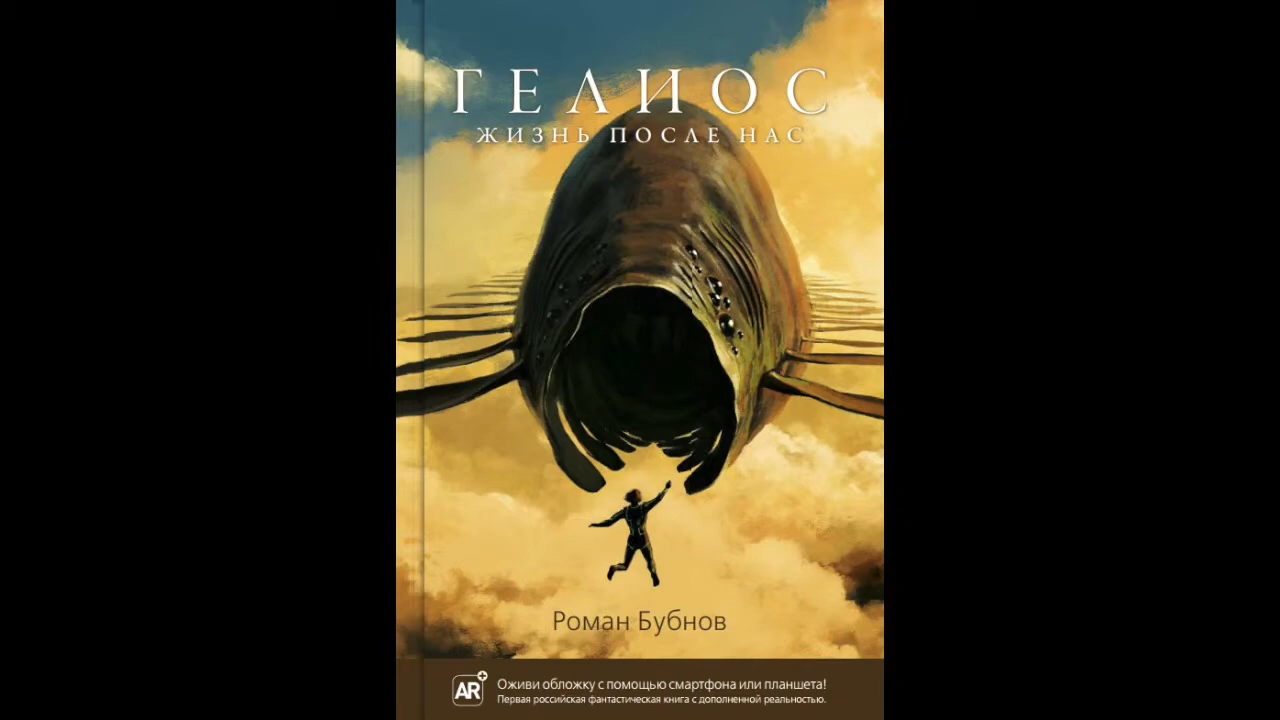 ГЕЛИОС
ЖИЗНЬ ПОСЛЕ НАС
Роман Бубнов
AR+
Оживи обложку с помощью смартфона или планшета!
Первая российская фантастическая книга с дополненной реальностью.